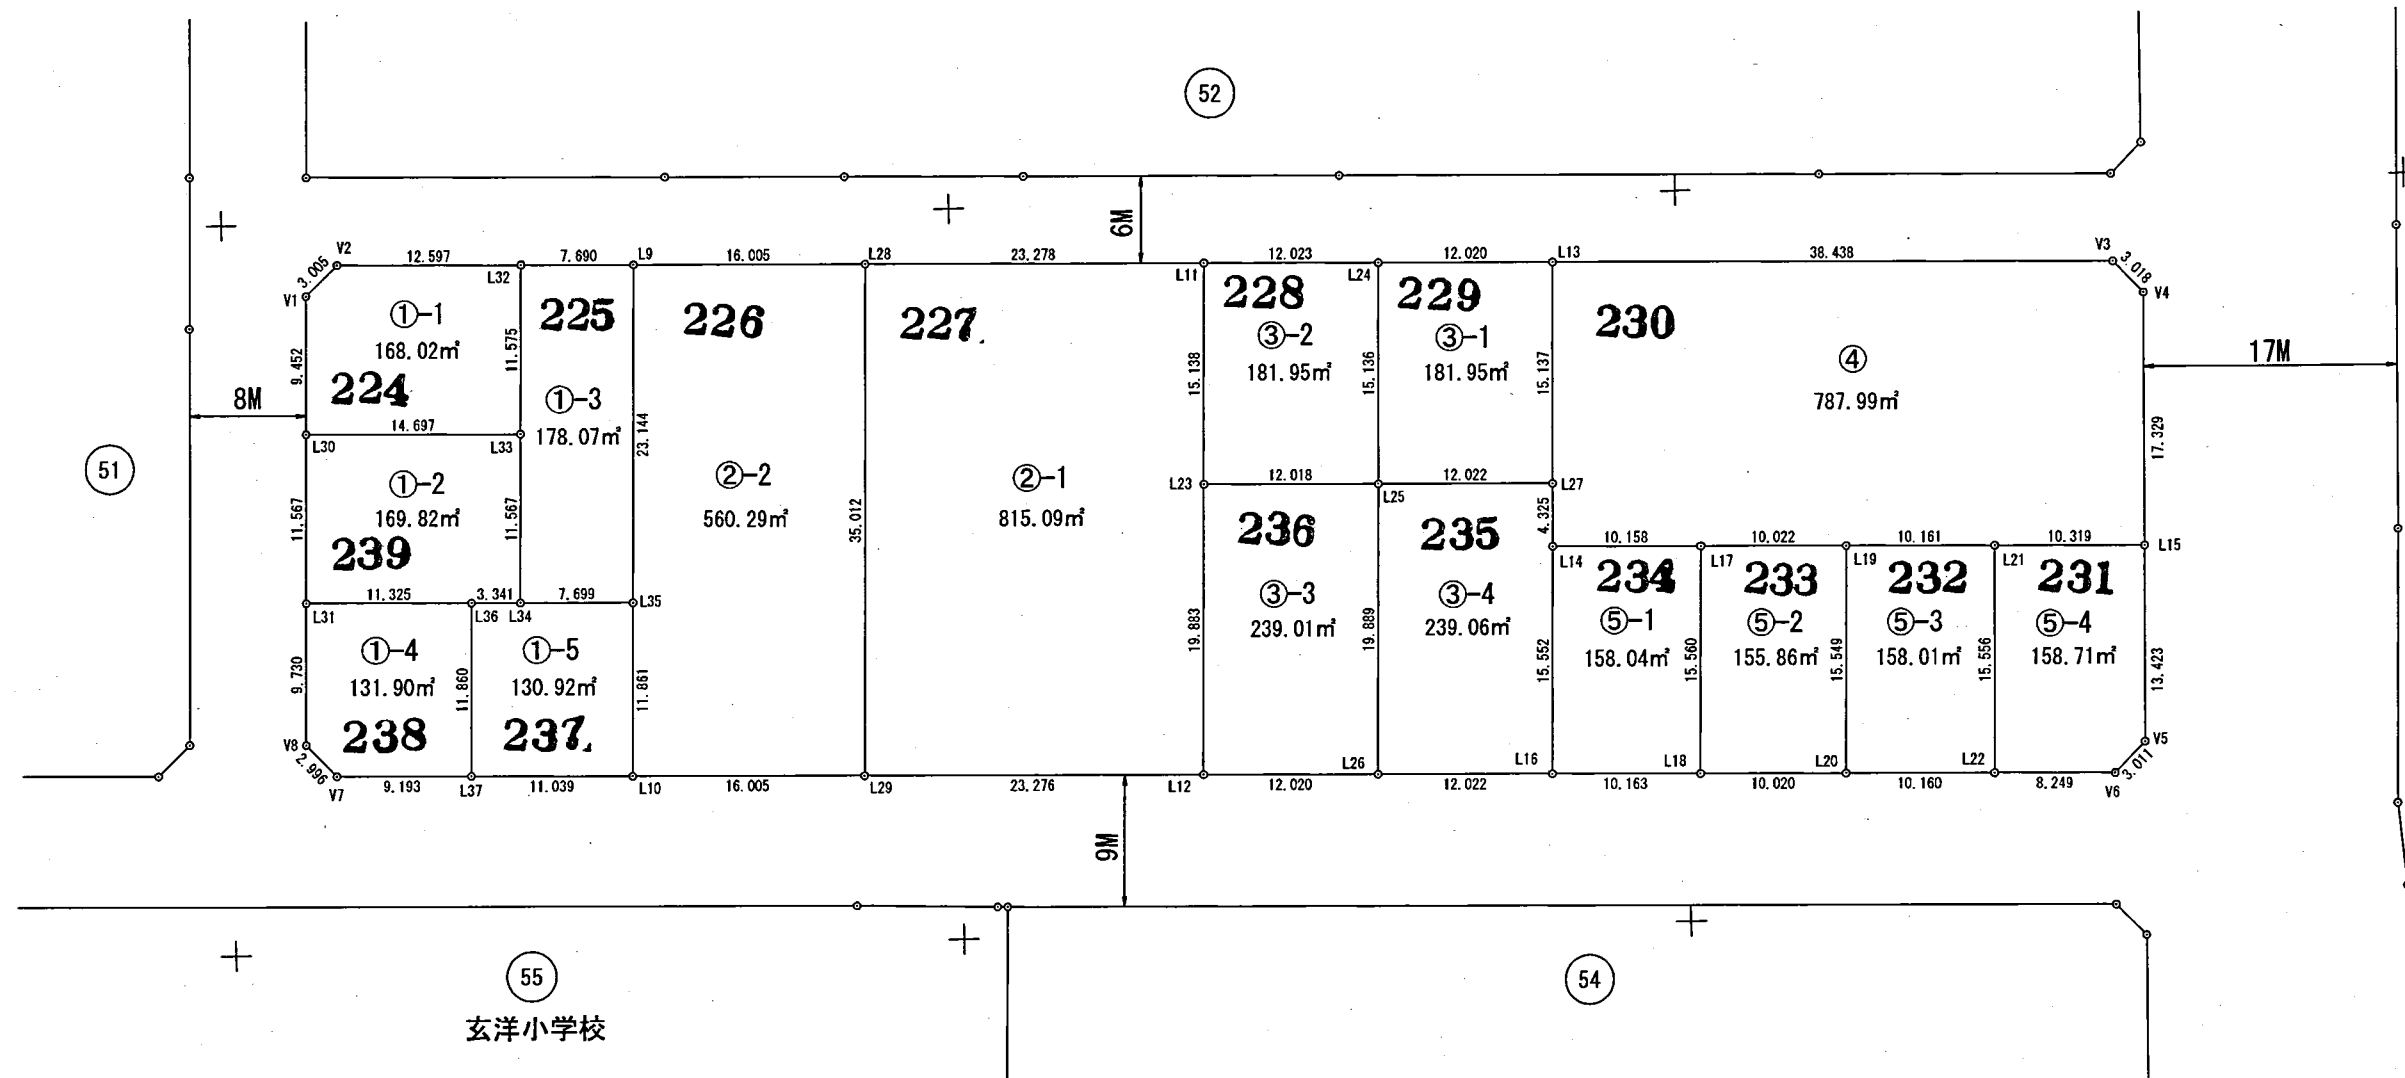 52
6M
V2
12.597
L32
7.690
L9
16.005
L28
23.278
L11
12.023
L24
12.020
L13
38.438
V3
3.018
V4
3.005
V1
①-1
168.02㎡
224
9.452
11.575
225
①-3
178.07㎡
226
23.144
227
228
③-2
181.95㎡
15.138
229
③-1
181.95㎡
15.136
15.137
230
④
787.99㎡
17.329
17M
8M
51
L30
14.697
L33
①-2
169.82㎡
239
11.567
11.567
②-2
560.29㎡
35.012
②-1
815.09㎡
L23
12.018
L25
12.022
L27
4.325
236
③-3
239.01㎡
19.883
235
③-4
239.06㎡
19.889
10.158
L14
10.022
L17
10.161
L19
10.319
L21
L15
234
⑤-1
158.04㎡
15.552
233
⑤-2
155.86㎡
15.560
232
⑤-3
158.01㎡
15.549
231
⑤-4
158.71㎡
15.556
13.423
L31
11.325
L36
3.341
L34
7.699
L35
①-4
131.90㎡
238
9.730
11.860
①-5
130.92㎡
237
11.861
V8
2.996
V7
9.193
L37
11.039
L10
16.005
L29
23.276
L12
12.020
L26
12.022
L16
10.163
L18
10.020
L20
10.160
L22
8.249
V6
3.011
V5
9M
55
玄洋小学校
54